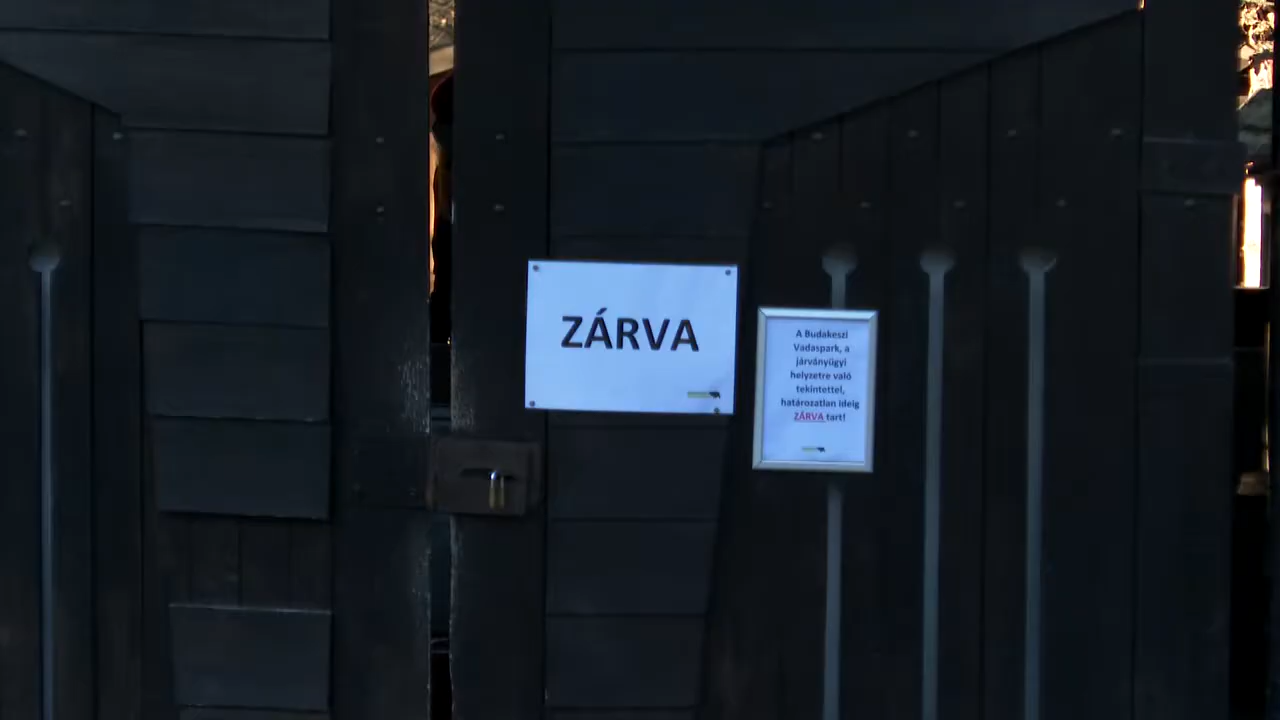 ZÁRVA
A Budakeszi
Vadaspark, a
járványügyi
helyzetre való
tekintettel,
határozatlan ideig
ZÁRVA tart!